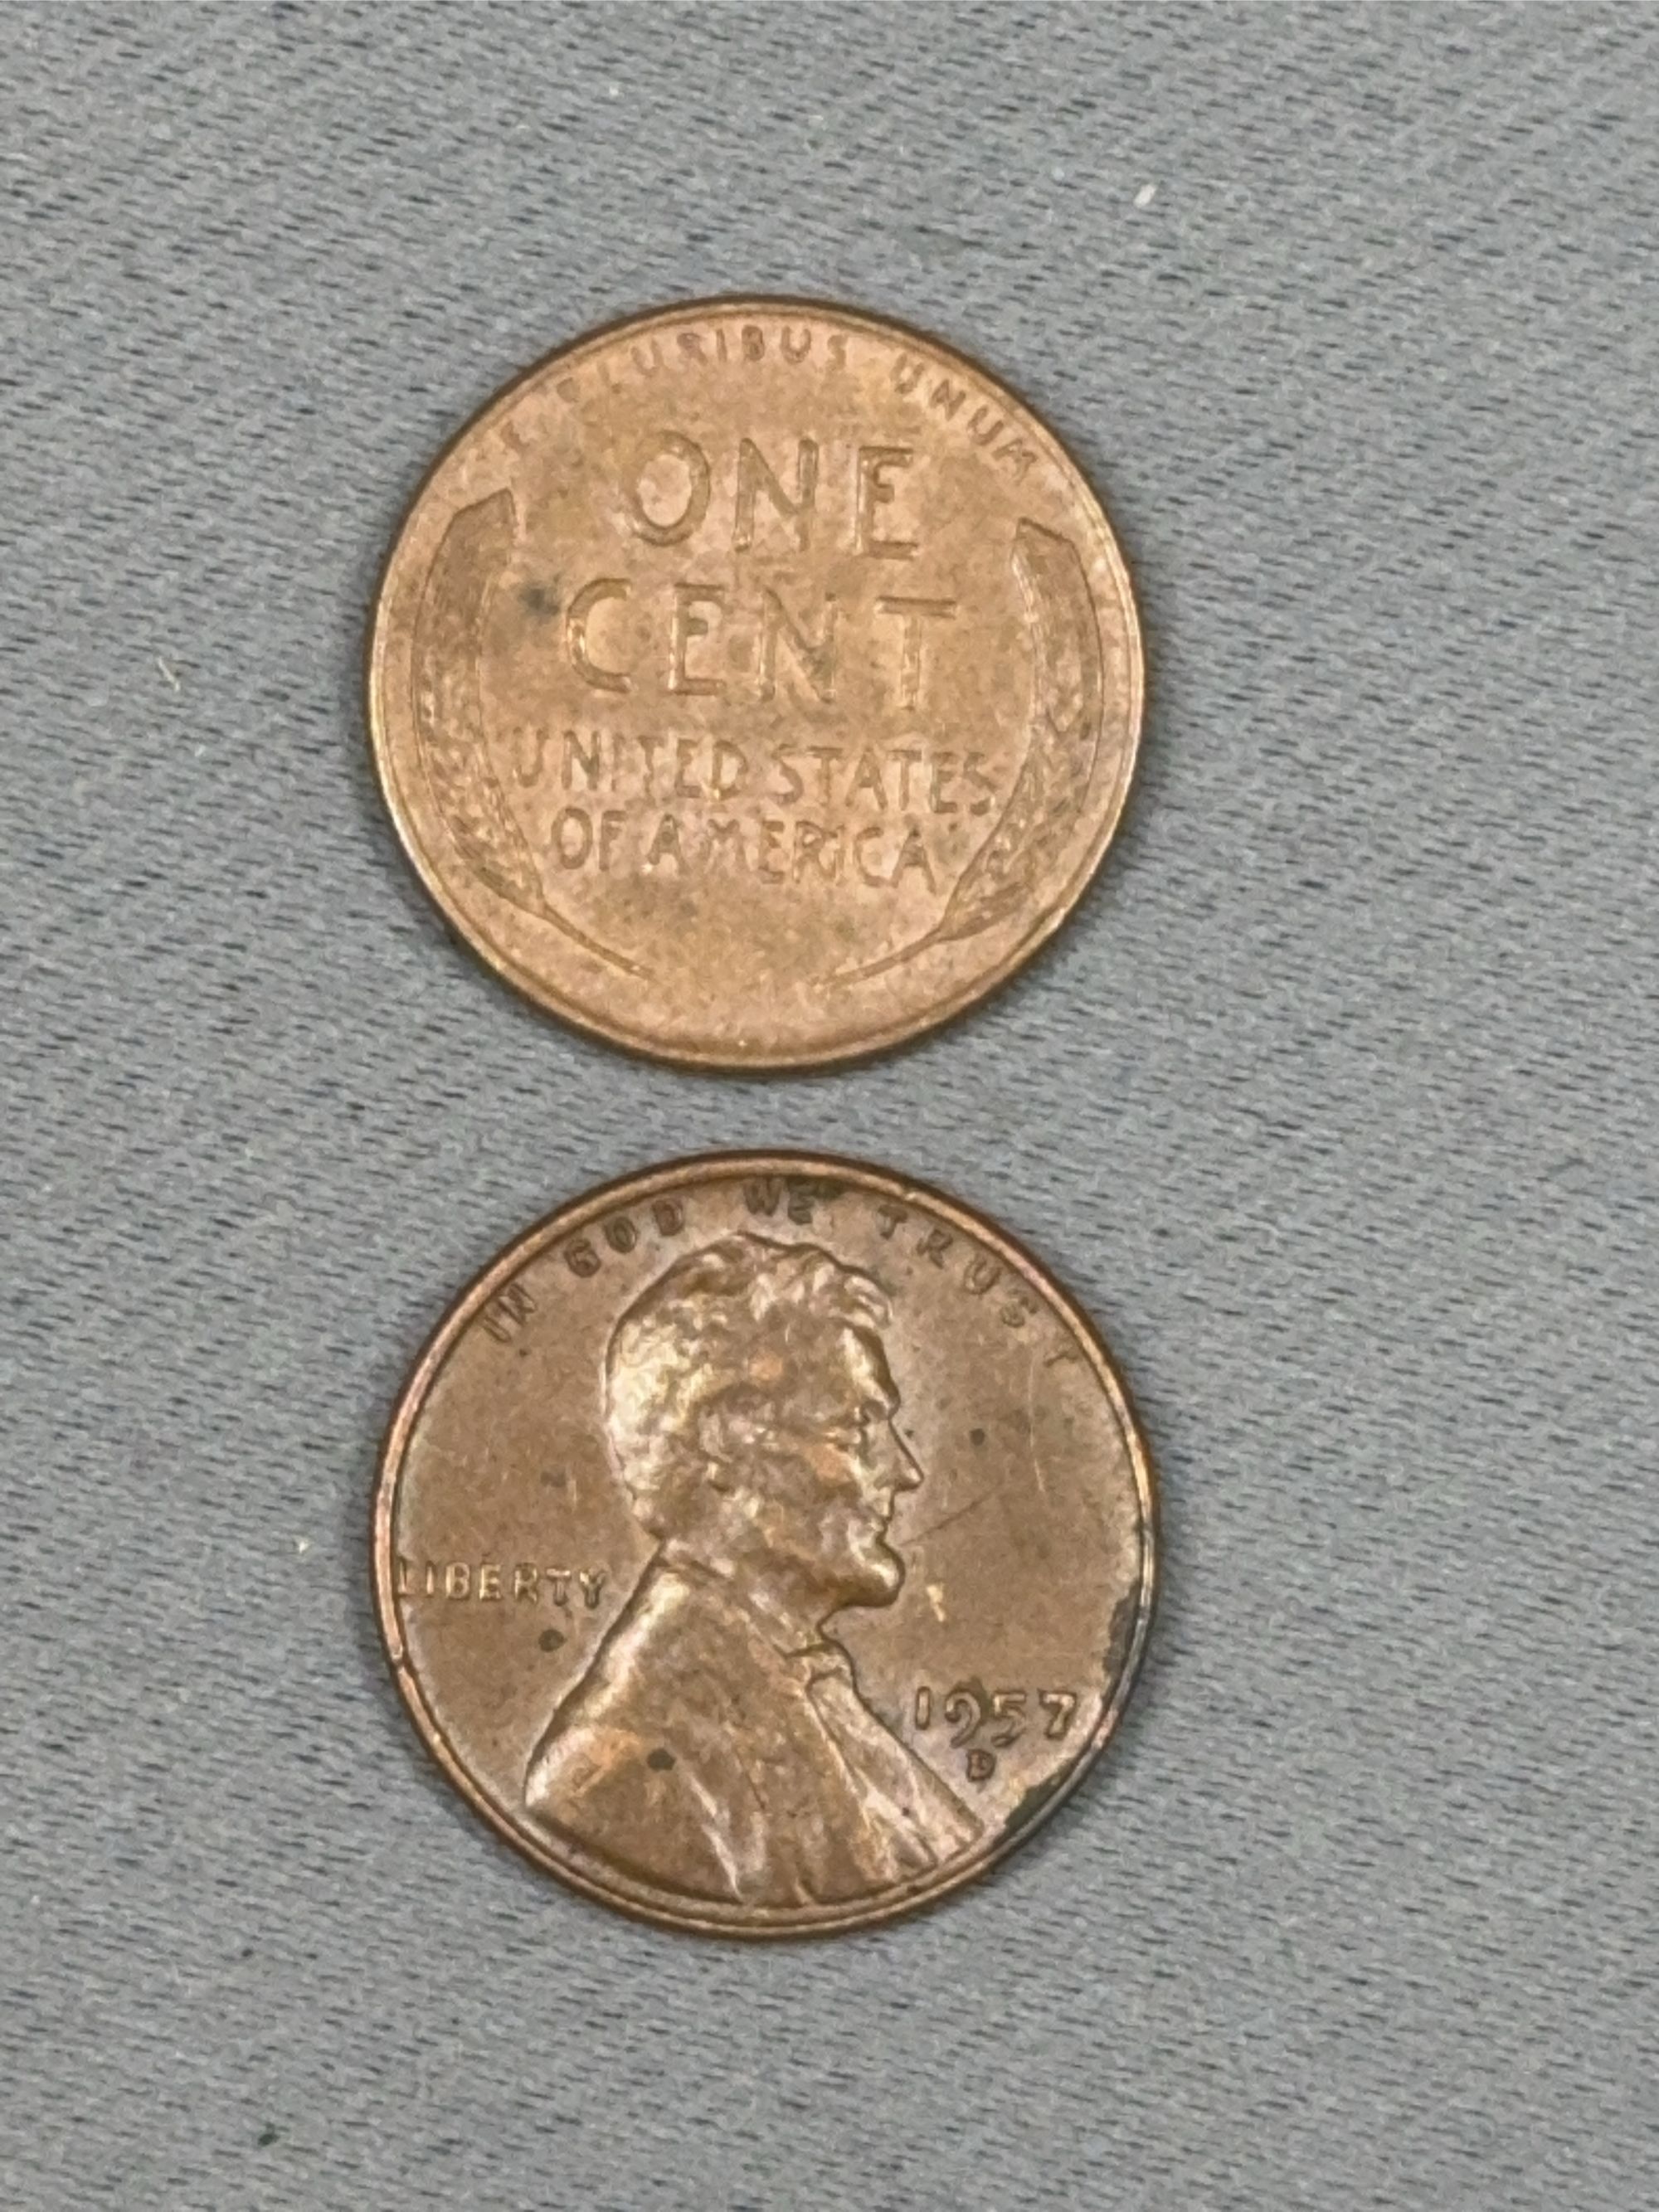 E PLURIBUS UNUM
ONE
CENT
UNITED STATES
OF AMERICA
IN GOD WE TRUST
LIBERTY
1957
D